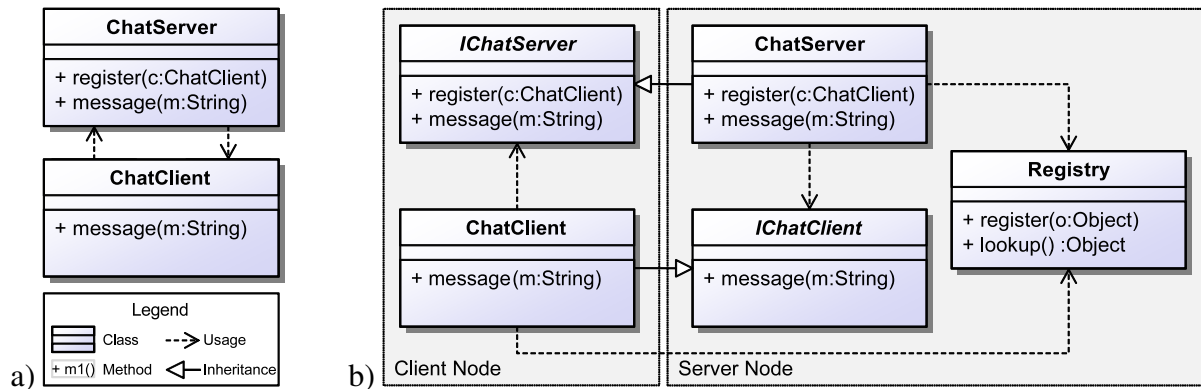 ChatServer
+ register(c:ChatClient)
+ message(m:String)
ChatClient
+ message(m:String)
Legend
Class
Usage
+ m1()
Method
Inheritance
a)
IChatServer
+ register(c:ChatClient)
+ message(m:String)
ChatServer
+ register(c:ChatClient)
+ message(m:String)
Registry
+ register(o:Object)
+ lookup() :Object
ChatClient
+ message(m:String)
IChatClient
+ message(m:String)
b)
Client Node
Server Node